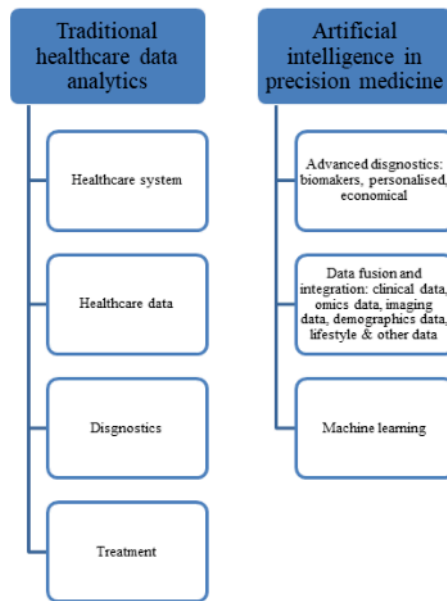 Traditional
healthcare data
analytics
Healthcare system
Healthcare data
Disgnostics
Treatment
Artificial
intelligence in
precision medicine
Advanced disgnostics:
biomakers, personalised,
economical
Data fusion and
integration: clinical data,
omics data, imaging
data, demographics data,
lifestyle & other data
Machine learning